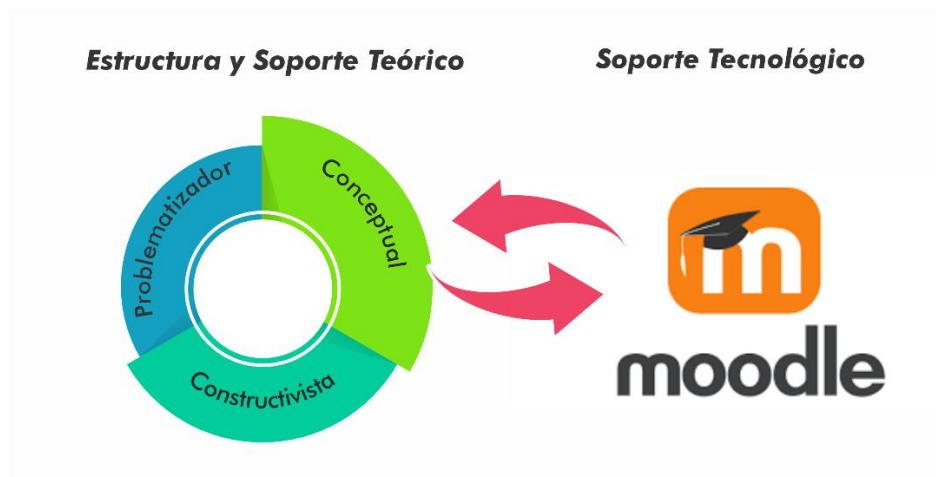 Estructura y Soporte Teórico
Soporte Tecnológico
Problematizador
Conceptual
Constructivista
m
moodle